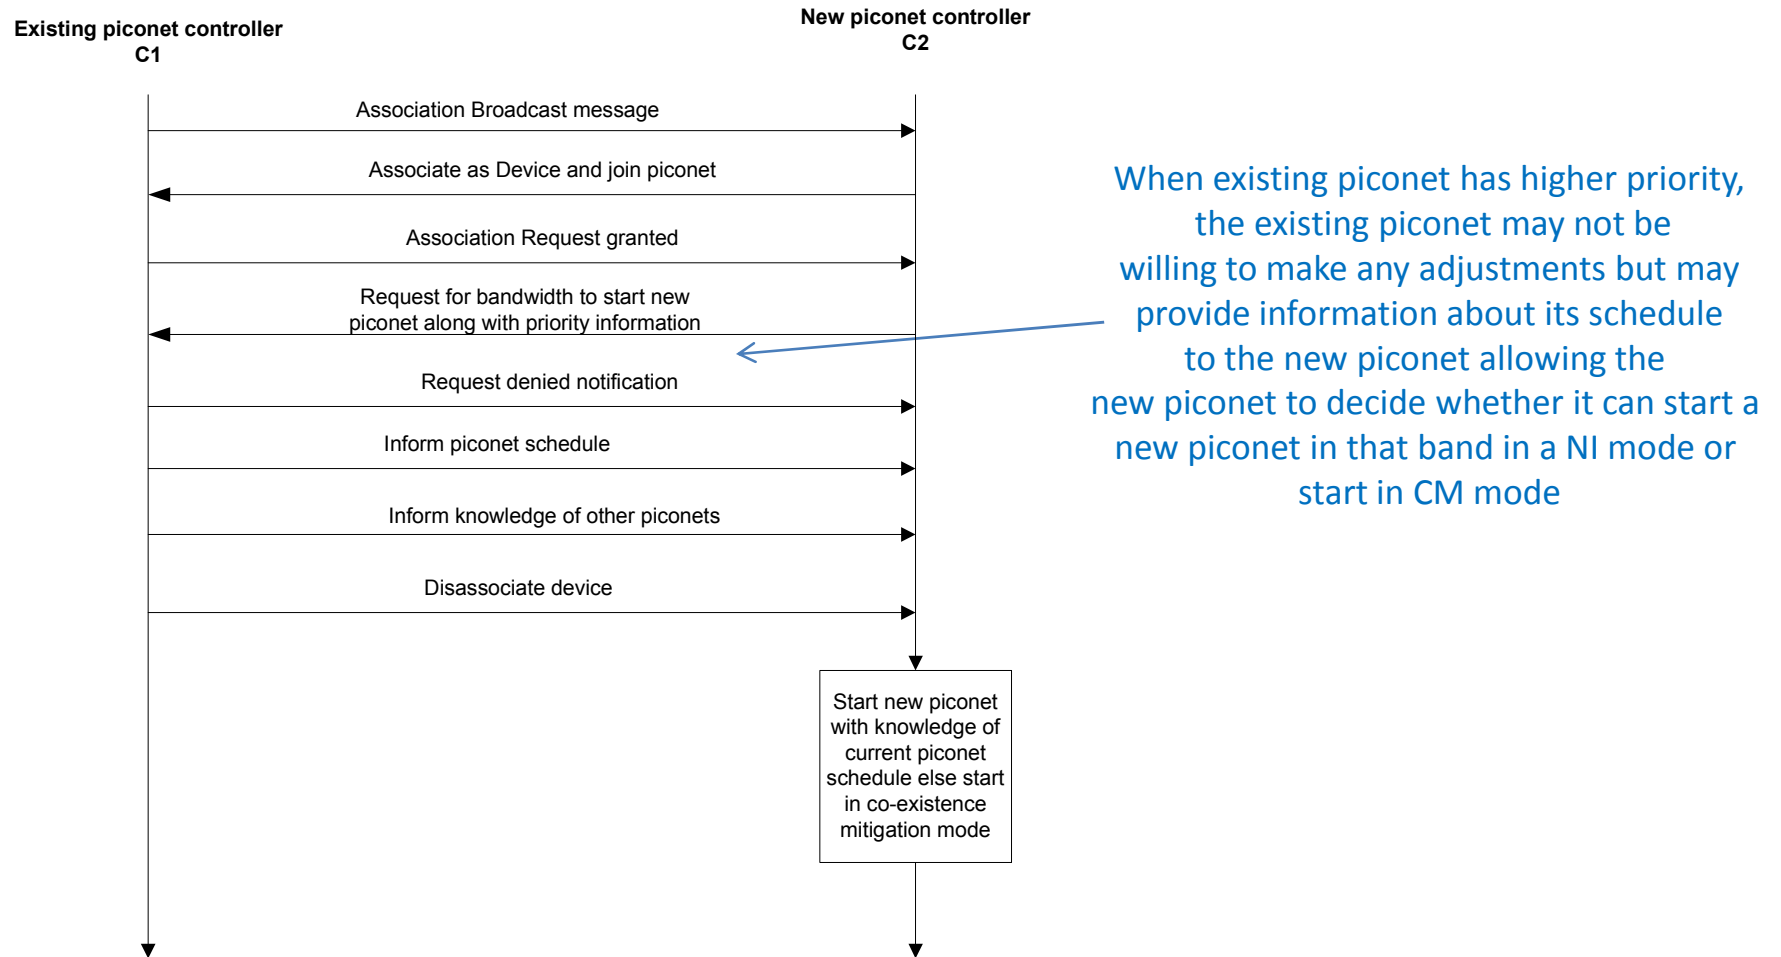 Existing piconet controller
C1
New piconet controller
C2
Association Broadcast message
Associate as Device and join piconet
Association Request granted
Request for bandwidth to start new
piconet along with priority information
Request denied notification
Inform piconet schedule
Inform knowledge of other piconets
Disassociate device
Start new piconet
with knowledge of
current piconet
schedule else start
in co-existence
mitigation mode
When existing piconet has higher priority,
the existing piconet may not be
willing to make any adjustments but may
provide information about its schedule
to the new piconet allowing the
new piconet to decide whether it can start a
new piconet in that band in a NI mode or
start in CM mode